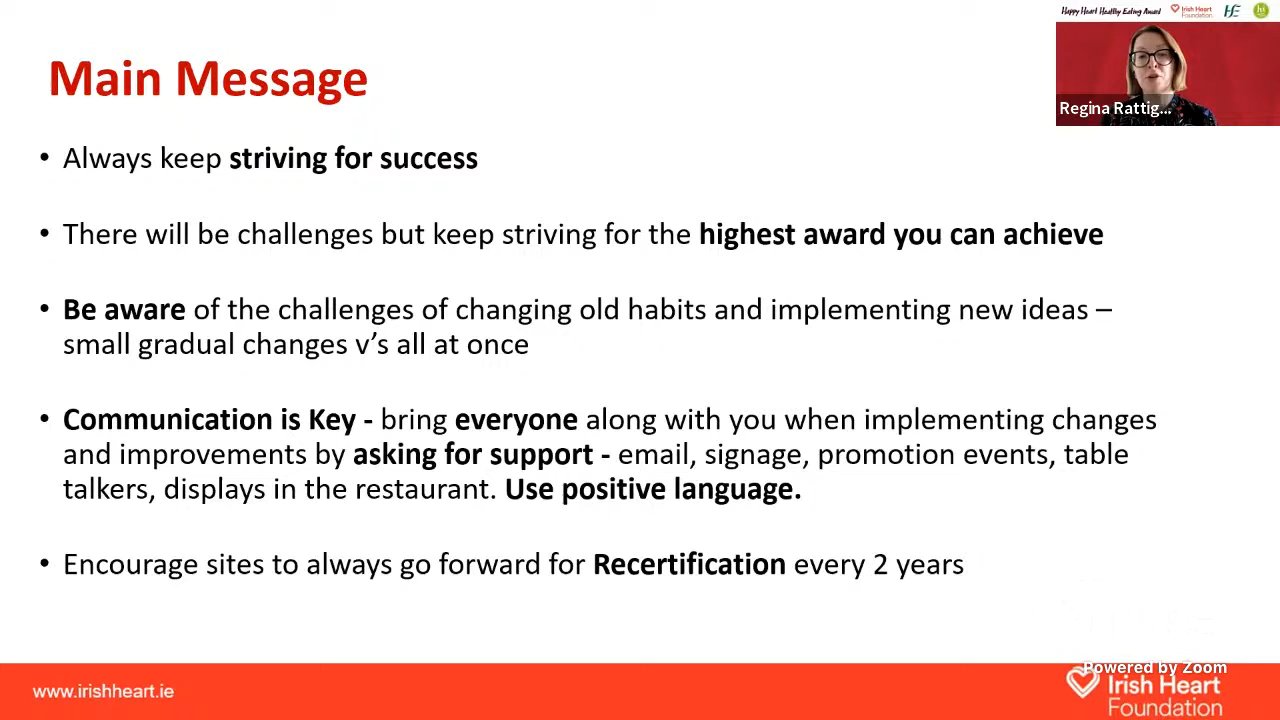 Happy Heart Healthy Eating Award
Irish Heart
Foundation
Regina Rattig...
Main Message
• Always keep striving for success
• There will be challenges but keep striving for the highest award you can achieve
• Be aware of the challenges of changing old habits and implementing new ideas –
small gradual changes v’s all at once
• Communication is Key - bring everyone along with you when implementing changes
and improvements by asking for support - email, signage, promotion events, table
talkers, displays in the restaurant. Use positive language.
• Encourage sites to always go forward for Recertification every 2 years
Powered by Zoom
www.irishheart.ie
Irish Heart
Foundation